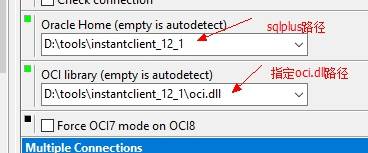 Check connection
Oracle Home (empty is autodetect)
sqlplus路径
D:\tools\instantclient_12_1
OCI library (empty is autodetect)
指定oci.dll路径
D:\tools\instantclient_12_1\oci.dll
Force OCI7 mode on OCI8
Multiple Connections